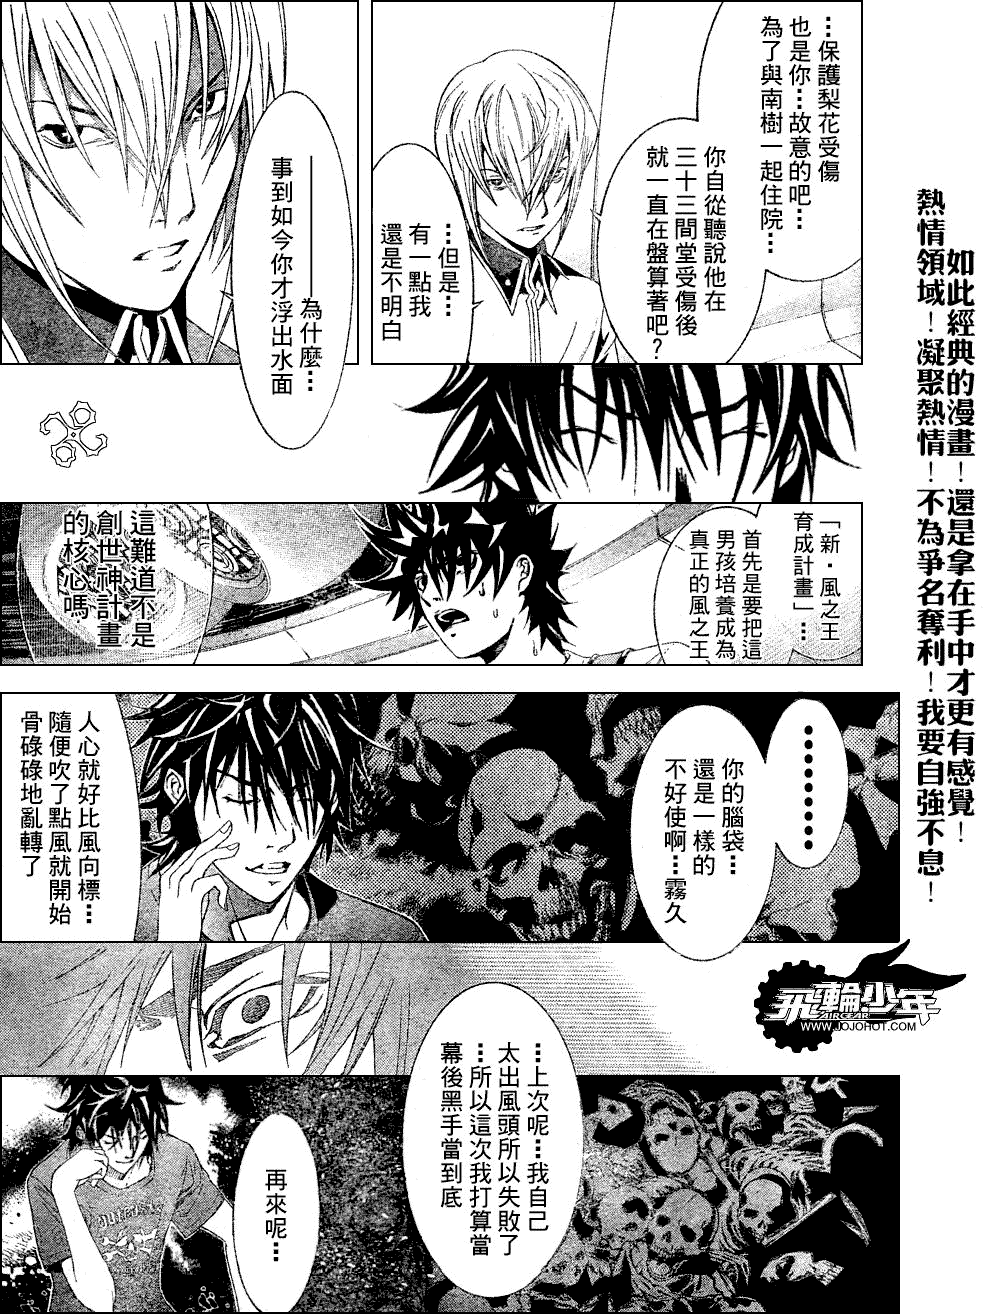 …保護梨花受傷
也是你…故意的吧…
為了與南樹一起住院…
你自從聽說他在
三十三間堂受傷後
就一直在盤算著吧？
…但是…
有一點我
還是不明白
——為什麼…
事到如今你才浮出水面
「新·風之王
育成計畫」…
首先是要把這
男孩培養成為
真正的風之王
這難道不是
創世神計畫
的核心嗎
………
你的腦袋…
還是一樣的
不好使啊…霧久
人心就好比風向標…
隨便吹了點風就開始
骨碌碌地亂轉了
…上次呢…我自己
太出風頭所以失敗了
…所以這次我打算當
幕後黑手當到底
再來呢…
如此經典的漫畫！還是拿在手中才更有感覺！
熱情領域！凝聚熱情！不為爭名奪利！我要自強不息！
飛輪少年
AIRGEAR
WWW.JOJOHOT.COM